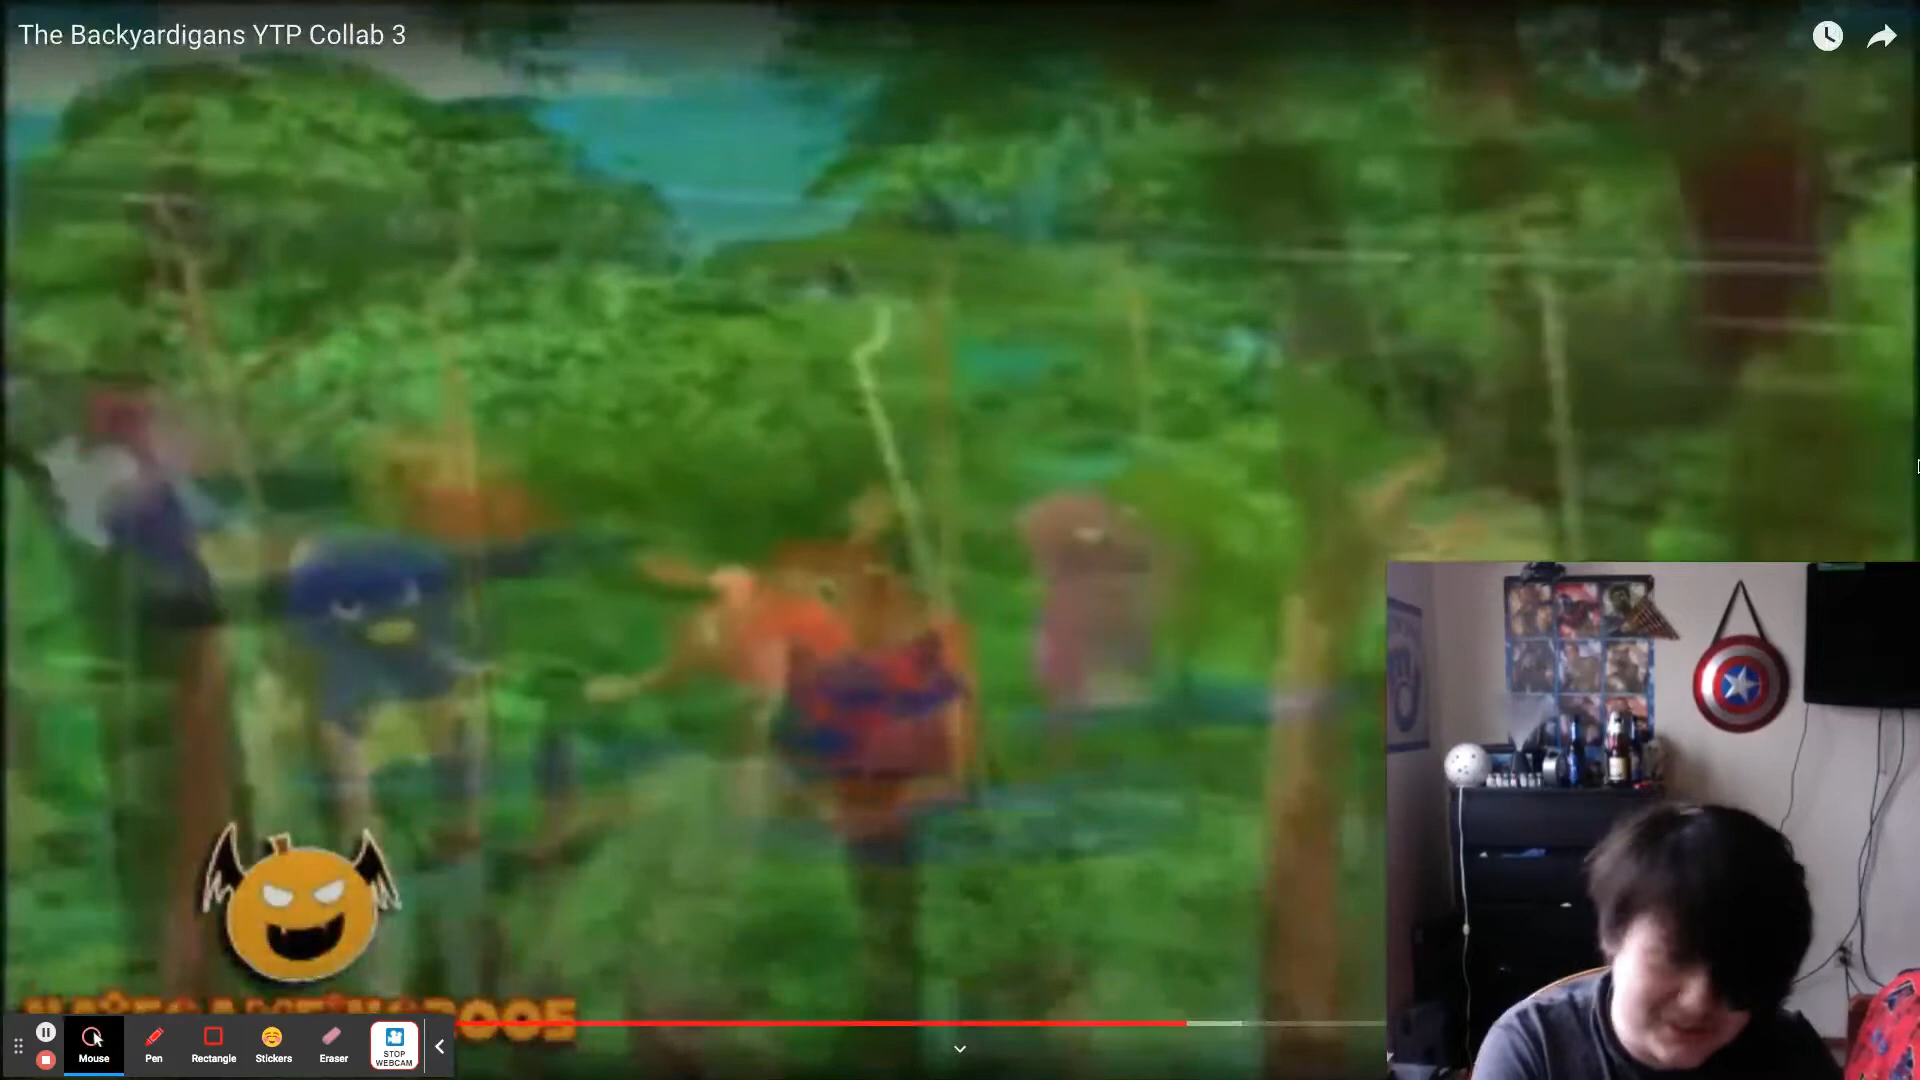 The Backyardigans YTP Collab 3
Mouse
Pen
Rectangle
Stickers
Eraser
STOP
WEBCAM